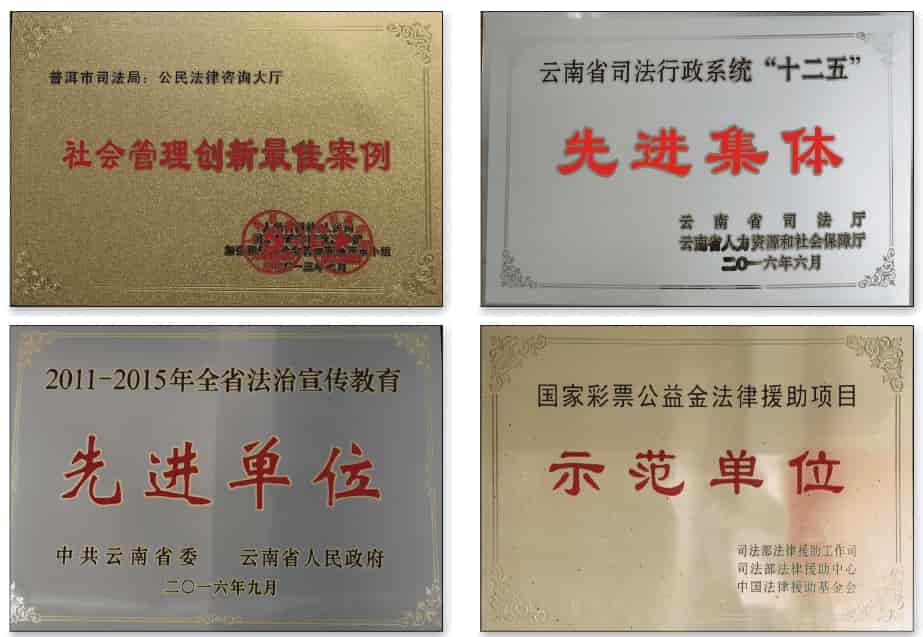 普洱市司法局：公民法律咨询大厅
社会管理创新最佳案例
云南省司法行政系统“十二五”
先进集体
云南省司法厅
云南省人力资源和社会保障厅
二〇一六年六月
2011-2015年全省法治宣传教育
先进单位
中共云南省委 云南省人民政府
二〇一六年九月
国家彩票公益金法律援助项目
示范单位
司法部法律援助工作司
司法部法律援助中心
中国法律援助基金会